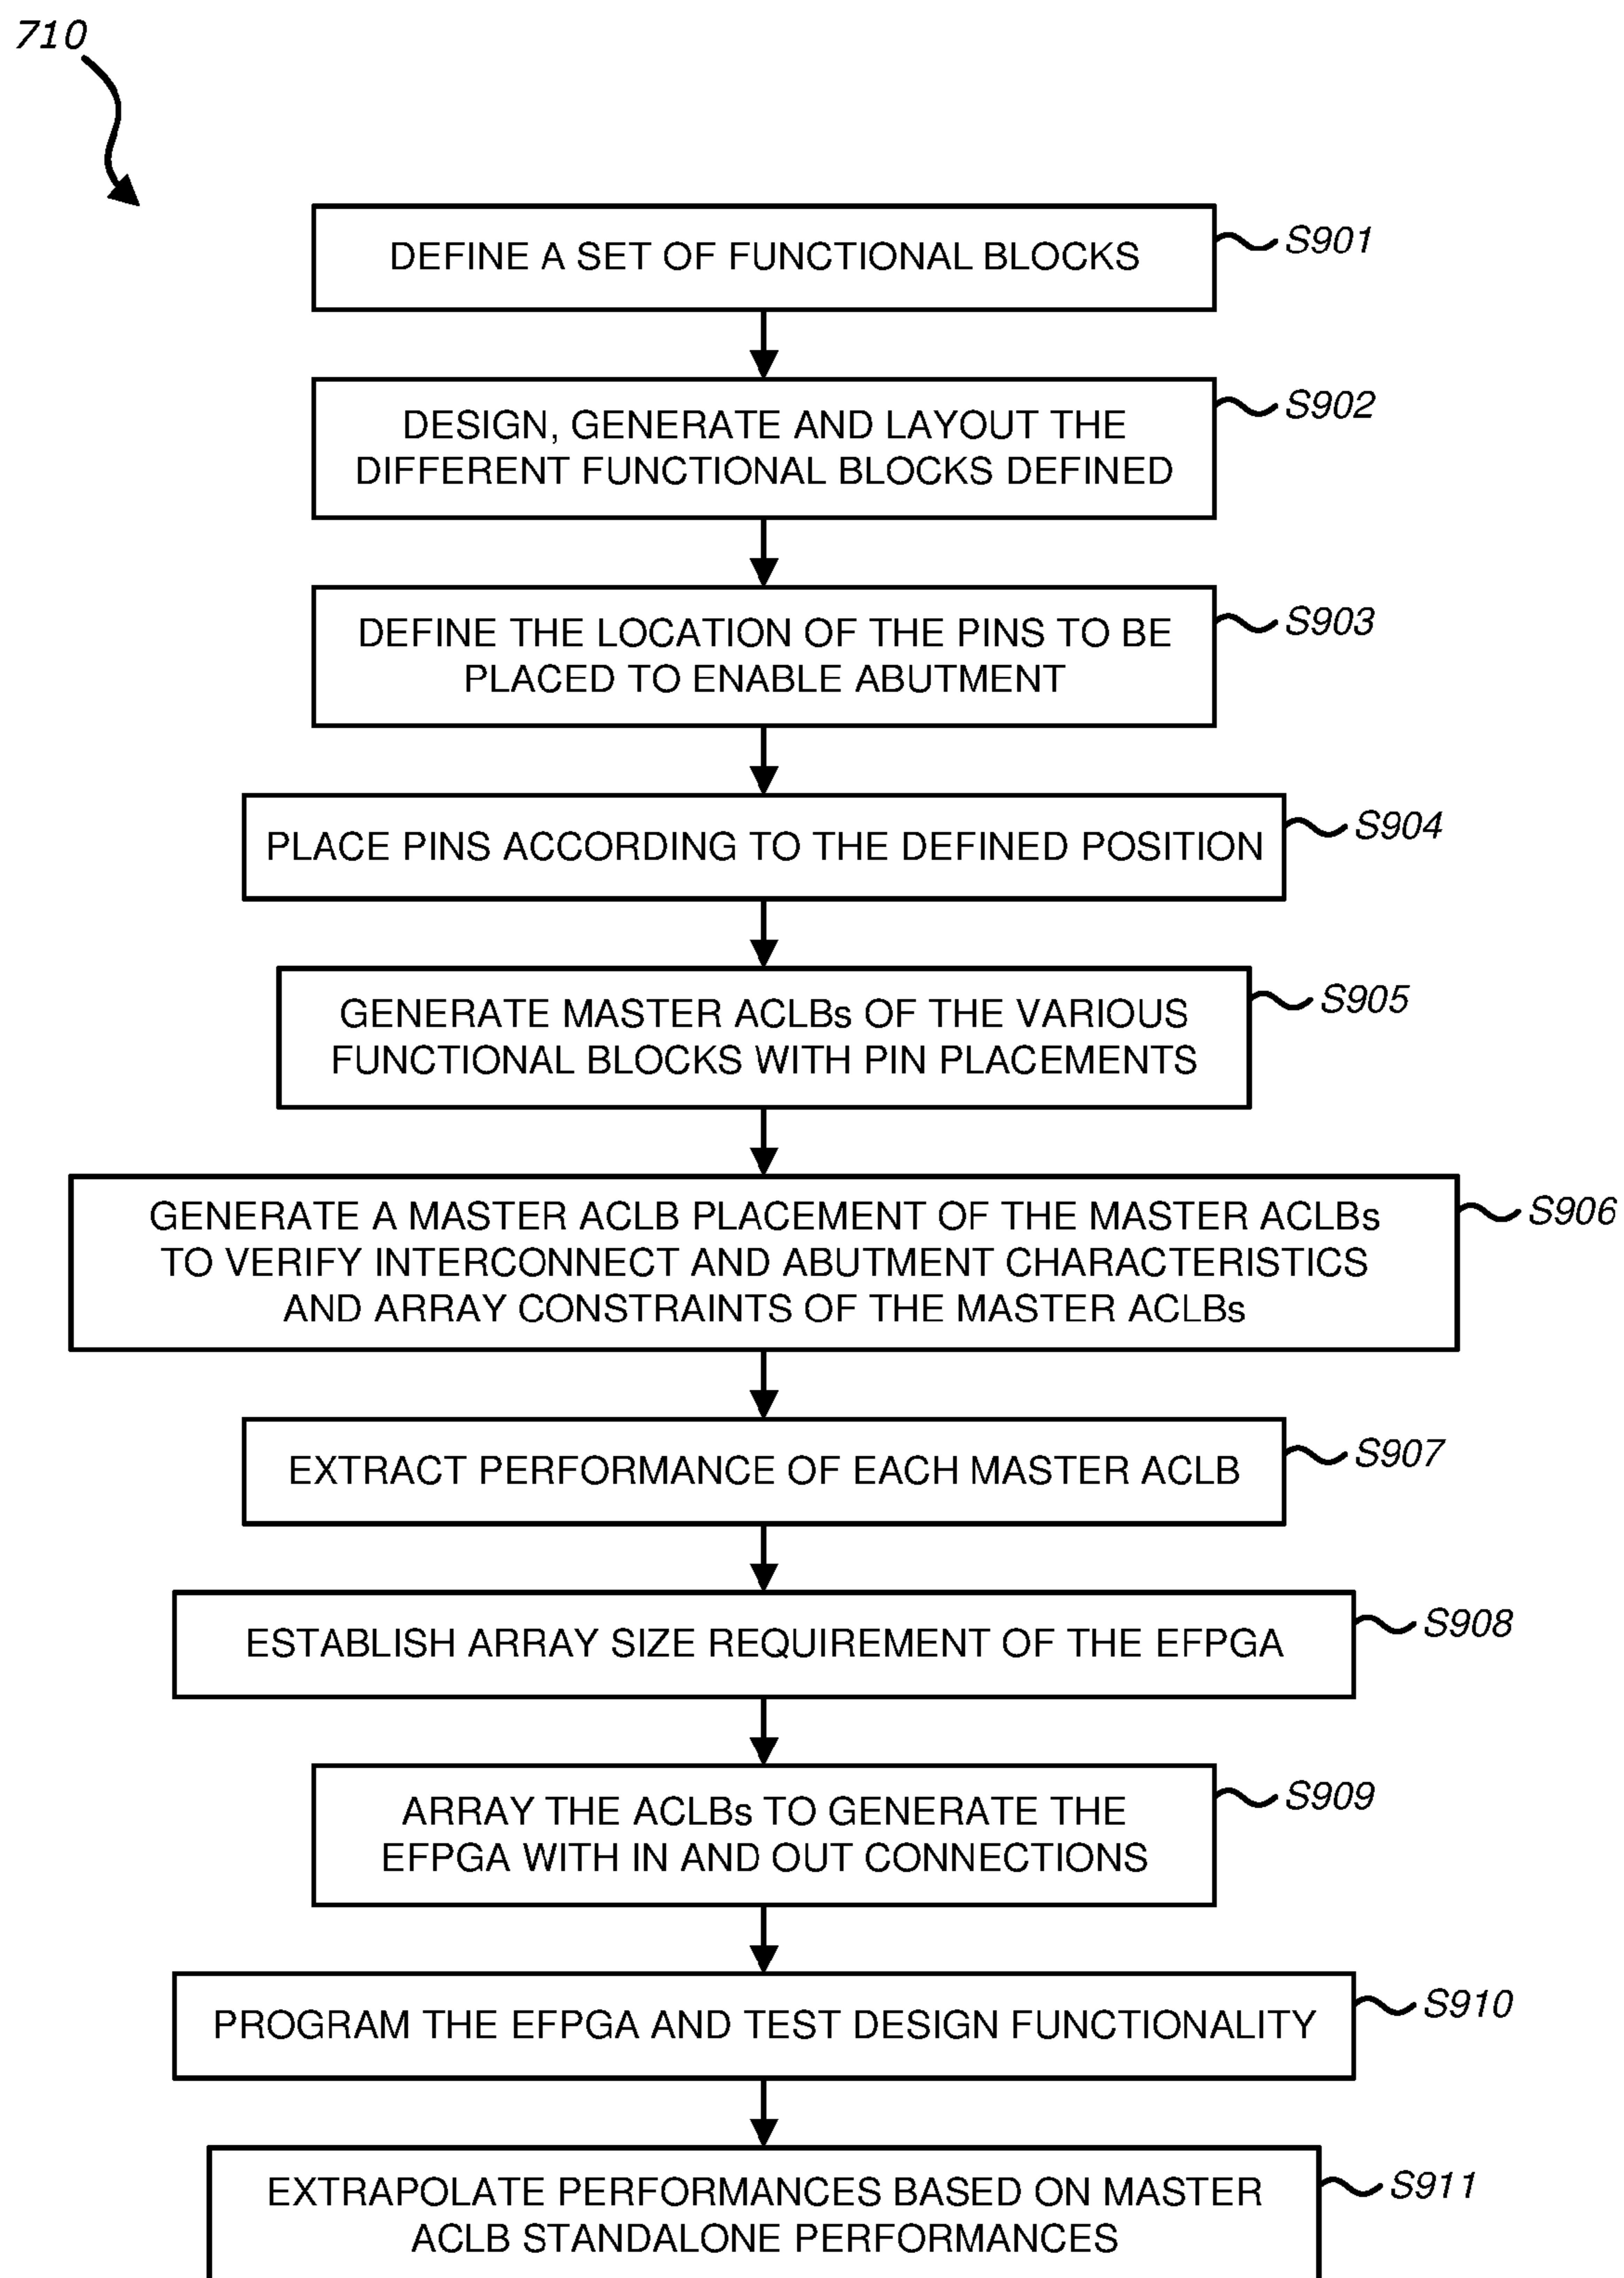 710
DEFINE A SET OF FUNCTIONAL BLOCKS
S901
DESIGN, GENERATE AND LAYOUT THE
DIFFERENT FUNCTIONAL BLOCKS DEFINED
S902
DEFINE THE LOCATION OF THE PINS TO BE
PLACED TO ENABLE ABUTMENT
S903
PLACE PINS ACCORDING TO THE DEFINED POSITION
S904
GENERATE MASTER ACLBs OF THE VARIOUS
FUNCTIONAL BLOCKS WITH PIN PLACEMENTS
S905
GENERATE A MASTER ACLB PLACEMENT OF THE MASTER ACLBs
TO VERIFY INTERCONNECT AND ABUTMENT CHARACTERISTICS
AND ARRAY CONSTRAINTS OF THE MASTER ACLBs
S906
EXTRACT PERFORMANCE OF EACH MASTER ACLB
S907
ESTABLISH ARRAY SIZE REQUIREMENT OF THE EFPGA
S908
ARRAY THE ACLBs TO GENERATE THE
EFPGA WITH IN AND OUT CONNECTIONS
S909
PROGRAM THE EFPGA AND TEST DESIGN FUNCTIONALITY
S910
EXTRAPOLATE PERFORMANCES BASED ON MASTER
ACLB STANDALONE PERFORMANCES
S911